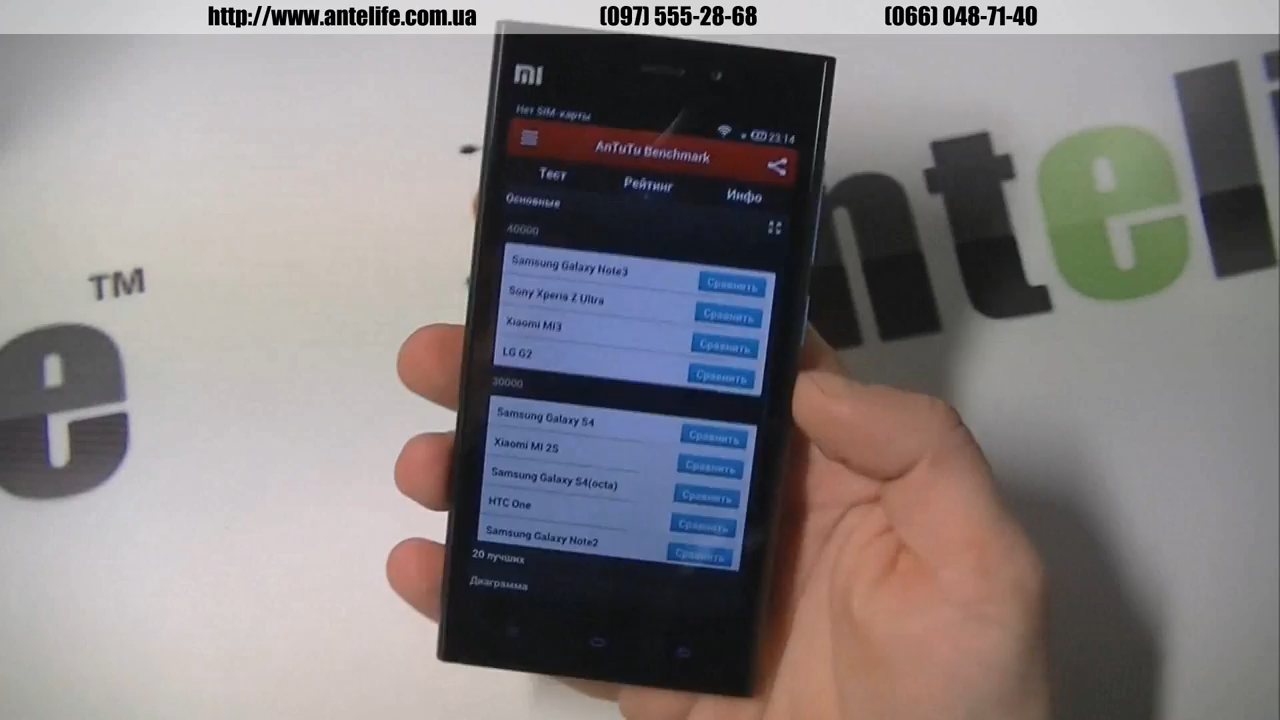 http://www.antelife.com.ua (097) 555-28-68 (066) 048-71-40
mi
Нет SIM-карты
23:14
AnTuTu Benchmark
Тест Рейтинг Инфо
Основные
40000
Samsung Galaxy Note3 Сравнить
Sony Xperia Z Ultra Сравнить
Xiaomi MI3 Сравнить
LG G2 Сравнить
30000
Samsung Galaxy S4 Сравнить
Xiaomi MI 2S Сравнить
Samsung Galaxy S4(octa) Сравнить
HTC One Сравнить
Samsung Galaxy Note2 Сравнить
20 лучших
Диаграмма
e™
anteli